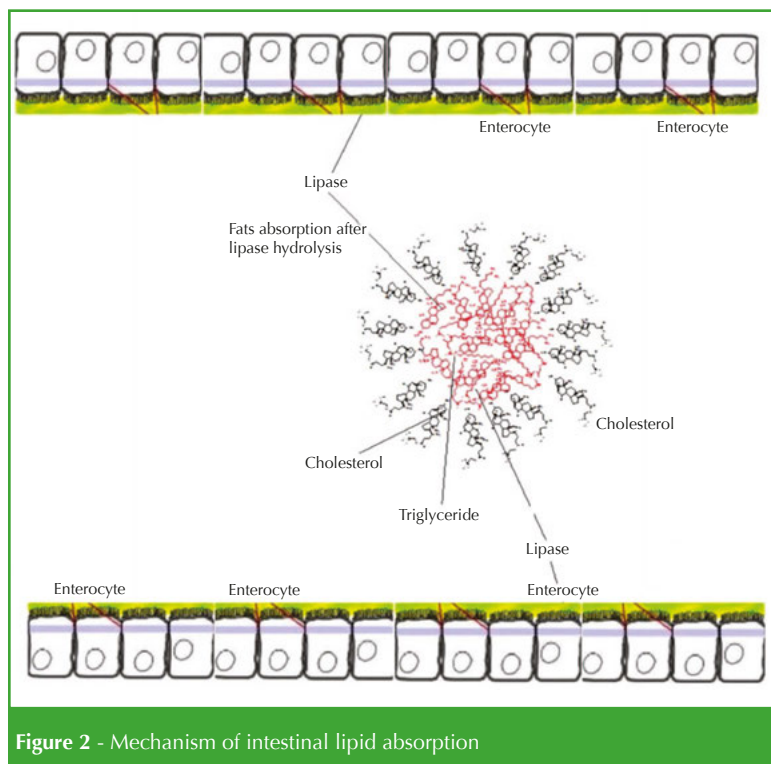 Enterocyte
Enterocyte
Lipase
Fats absorption after
lipase hydrolysis
Cholesterol
Cholesterol
Triglyceride
Lipase
Enterocyte
Enterocyte
Enterocyte
Figure 2 - Mechanism of intestinal lipid absorption